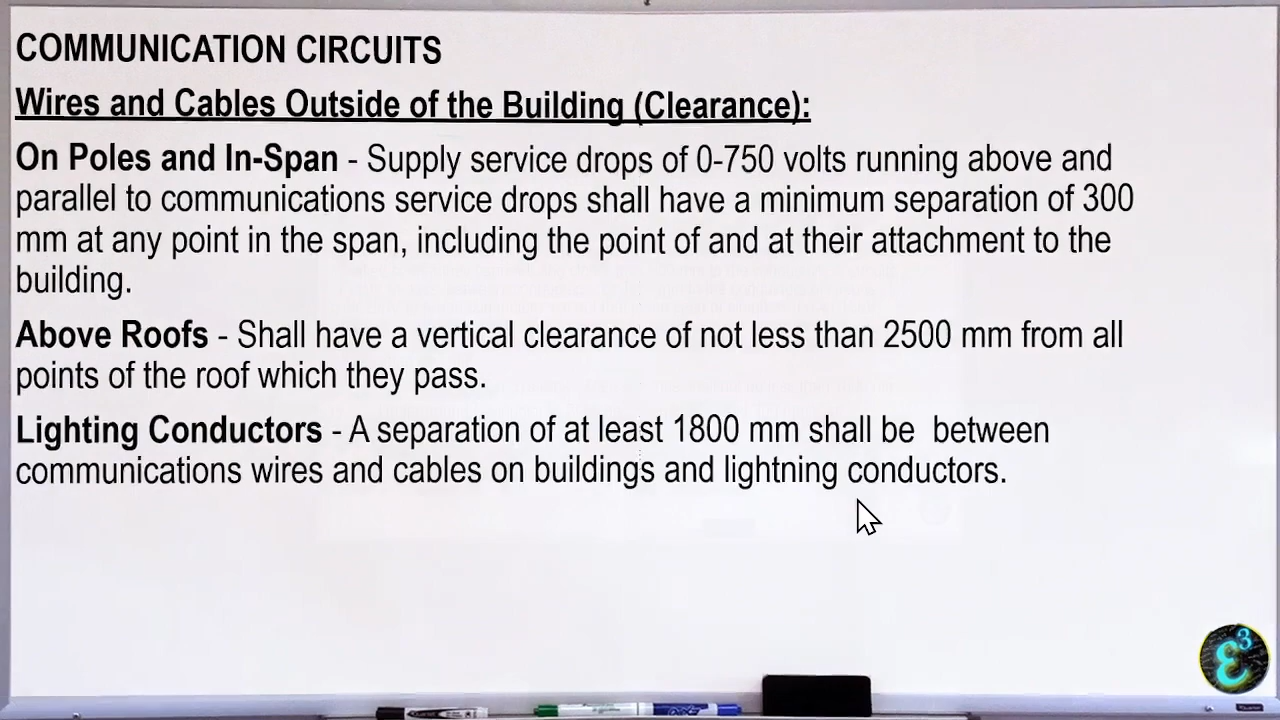 COMMUNICATION CIRCUITS
Wires and Cables Outside of the Building (Clearance):
On Poles and In-Span - Supply service drops of 0-750 volts running above and
parallel to communications service drops shall have a minimum separation of 300
mm at any point in the span, including the point of and at their attachment to the
building.
Above Roofs - Shall have a vertical clearance of not less than 2500 mm from all
points of the roof which they pass.
Lighting Conductors - A separation of at least 1800 mm shall be  between
communications wires and cables on buildings and lightning conductors.
ε3